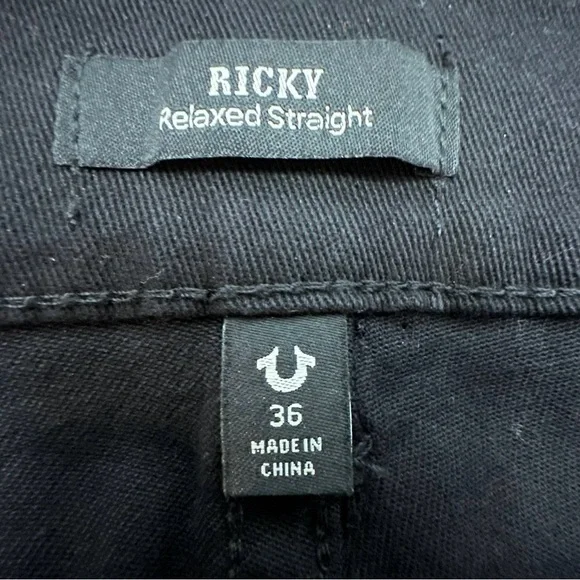 RICKY
Relaxed Straight
36
MADE IN
CHINA